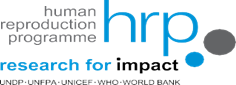 human
reproduction
programme
hrp.
research for impact
UNDP · UNFPA · UNICEF · WHO · WORLD BANK